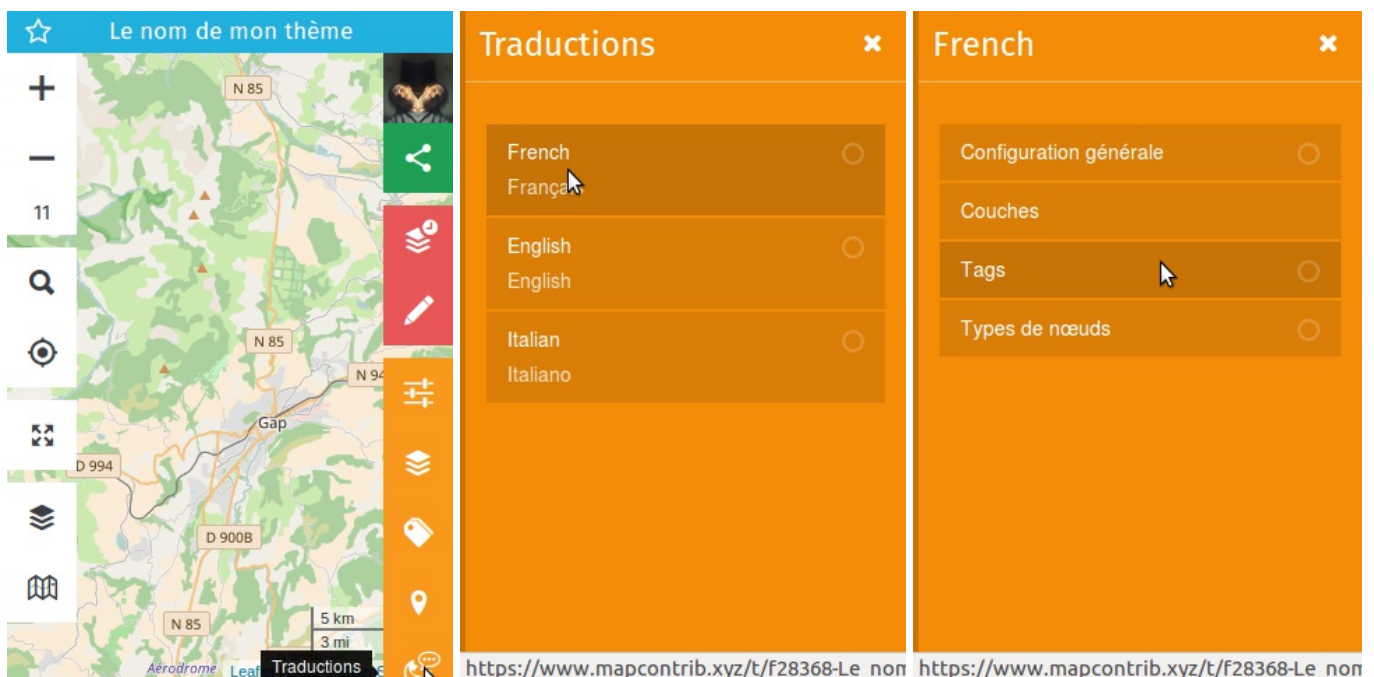 Le nom de mon thème
N 85
11
N 85
N 94
Gap
D 994
D 900B
N 85
5 km
3 mi
Aérodrome
Leaf
Traductions
Traductions
French
Français
English
English
Italian
Italiano
https://www.mapcontrib.xyz/t/f28368-Le_nom
French
Configuration générale
Couches
Tags
Types de nœuds
https://www.mapcontrib.xyz/t/f28368-Le_nom